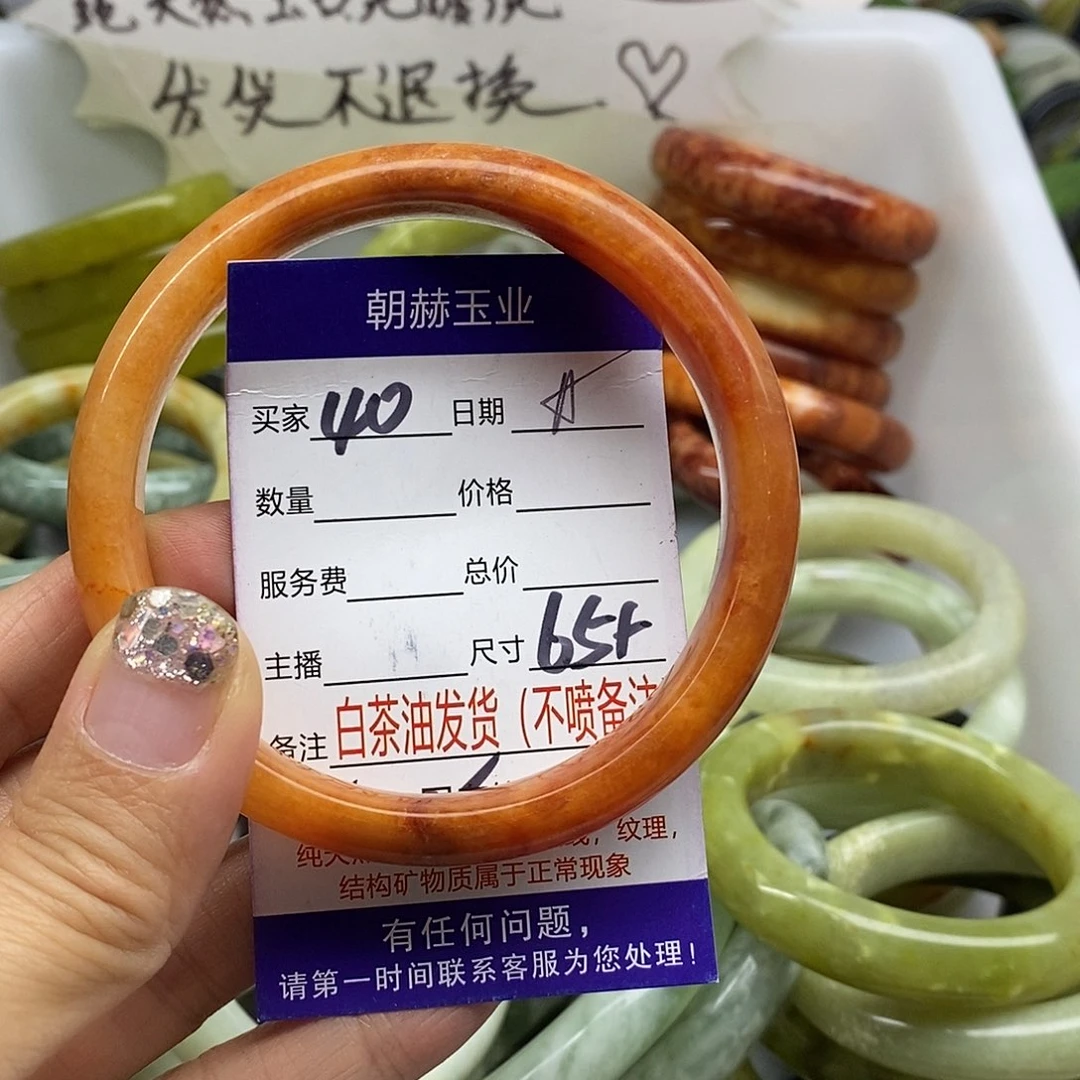 发货不退换
朝赫玉业
买家 40 日期
数量 价格
服务费 总价
主播 尺寸 65r
备注 白茶油发货（不喷备注
纯天 纹理，
结构矿物质属于正常现象
有任何问题，
请第一时间联系客服为您处理！